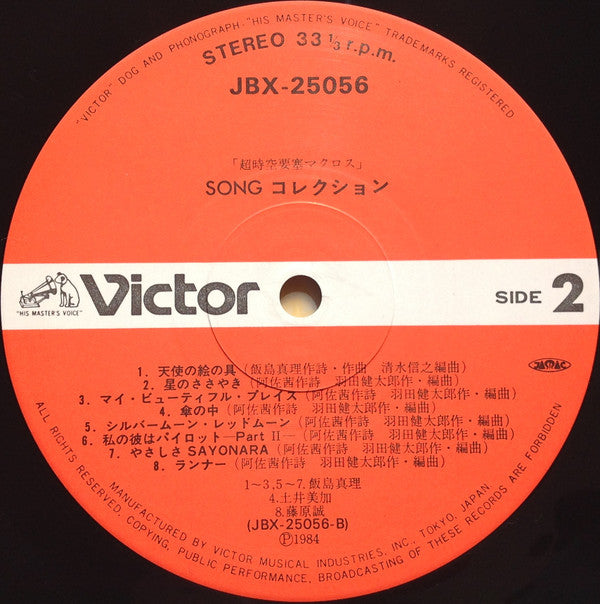 "VICTOR" DOG AND PHONOGRAPH·"HIS MASTER'S VOICE" TRADEMARKS REGISTERED
STEREO 33 1/3 r.p.m.
JBX-25056
「超時空要塞マクロス」
SONG コレクション
"HIS MASTER'S VOICE"
Victor
SIDE 2
1. 天使の絵の具(飯島真理作詩・作曲 清水信之編曲)
JASRAC
2. 星のささやき(阿佐茜作詩 羽田健太郎作・編曲)
3. マイ・ビューティフル・プレイス(阿佐茜作詩 羽田健太郎作・編曲)
4. 傘の中(阿佐茜作詩 羽田健太郎作・編曲)
5. シルバームーン・レッドムーン(阿佐茜作詩 羽田健太郎作・編曲)
6. 私の彼はパイロット―Part II―(阿佐茜作詩 羽田健太郎作・編曲)
7. やさしさSAYONARA(阿佐茜作詩 羽田健太郎作・編曲)
8. ランナー(阿佐茜作詩 羽田健太郎作・編曲)
1~3,5~7.飯島真理
4.土井美加
8.藤原誠
(JBX-25056-B)
Ⓟ1984
MANUFACTURED BY VICTOR MUSICAL INDUSTRIES, INC., TOKYO, JAPAN.
ALL RIGHTS RESERVED. COPYING, PUBLIC PERFORMANCE, BROADCASTING OF THESE RECORDS ARE FORBIDDEN